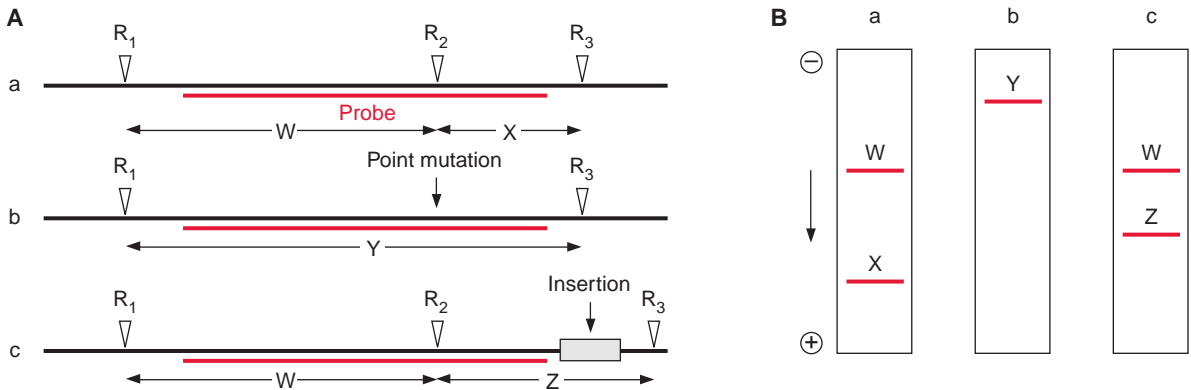 A
R1 R2 R3
a
Probe
W X
Point mutation
R1 R3
b
Y
Insertion
R1 R2 R3
c
W Z
B
a b c
−
Y
W W
Z
X
+